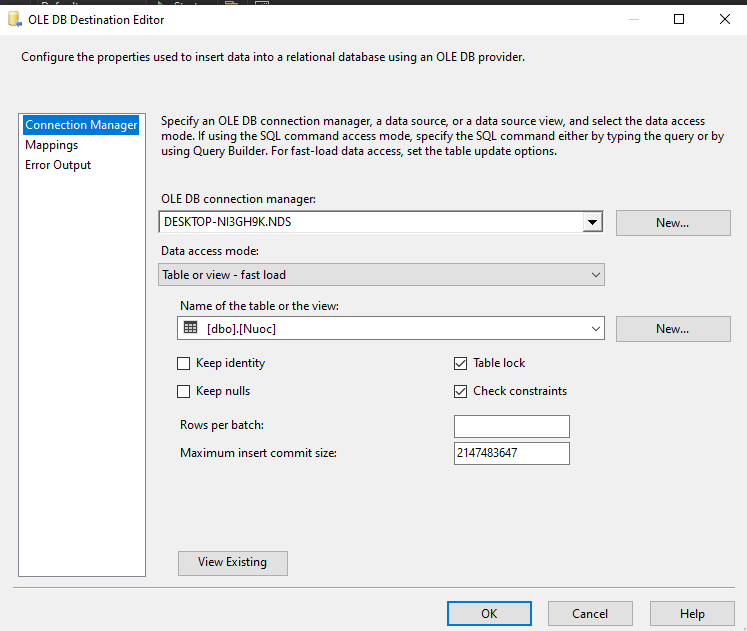 OLE DB Destination Editor
Configure the properties used to insert data into a relational database using an OLE DB provider.
Connection Manager
Mappings
Error Output
Specify an OLE DB connection manager, a data source, or a data source view, and select the data access
mode. If using the SQL command access mode, specify the SQL command either by typing the query or by
using Query Builder. For fast-load data access, set the table update options.
OLE DB connection manager:
DESKTOP-NI3GH9K.NDS
New...
Data access mode:
Table or view - fast load
Name of the table or the view:
[dbo].[Nuoc]
New...
Keep identity
Table lock
Keep nulls
Check constraints
Rows per batch:
Maximum insert commit size:
2147483647
View Existing
OK
Cancel
Help